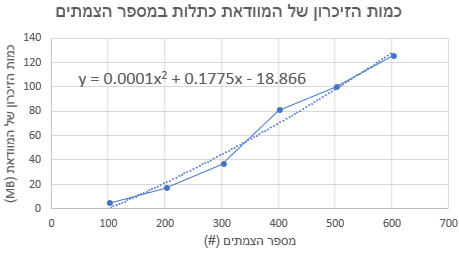 כמות הזיכרון של המוודאת כתלות במספר הצמתים
כמות הזיכרון של המוודאת (MB)
140
120
100
80
60
40
20
0
y = 0.0001x² + 0.1775x - 18.866
0 100 200 300 400 500 600 700
מספר הצמתים (#)